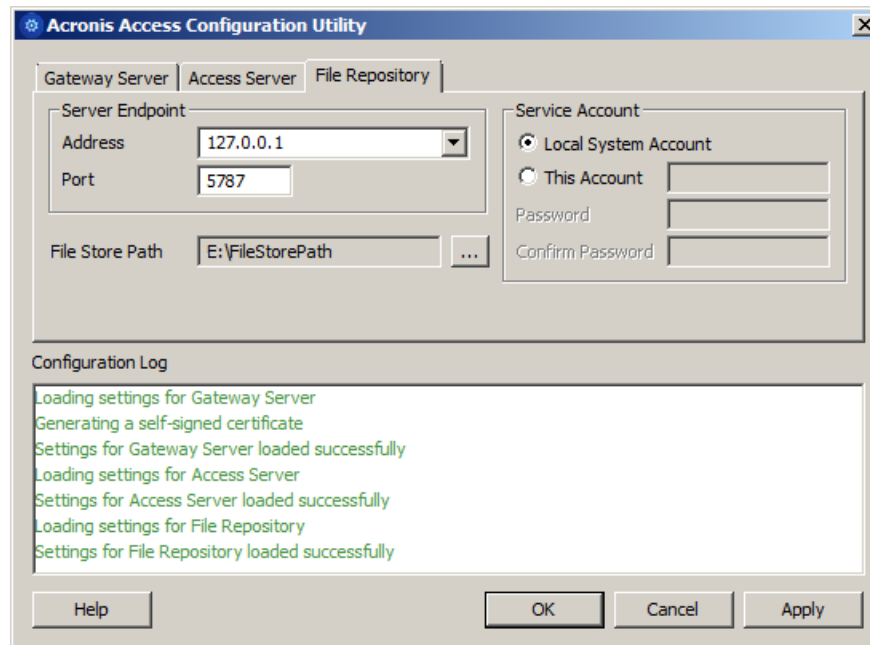 Acronis Access Configuration Utility
Gateway Server Access Server File Repository
Server Endpoint
Address 127.0.0.1
Port 5787
File Store Path E:\FileStorePath ...
Service Account
Local System Account
This Account
Password
Confirm Password
Configuration Log
Loading settings for Gateway Server
Generating a self-signed certificate
Settings for Gateway Server loaded successfully
Loading settings for Access Server
Settings for Access Server loaded successfully
Loading settings for File Repository
Settings for File Repository loaded successfully
Help OK Cancel Apply